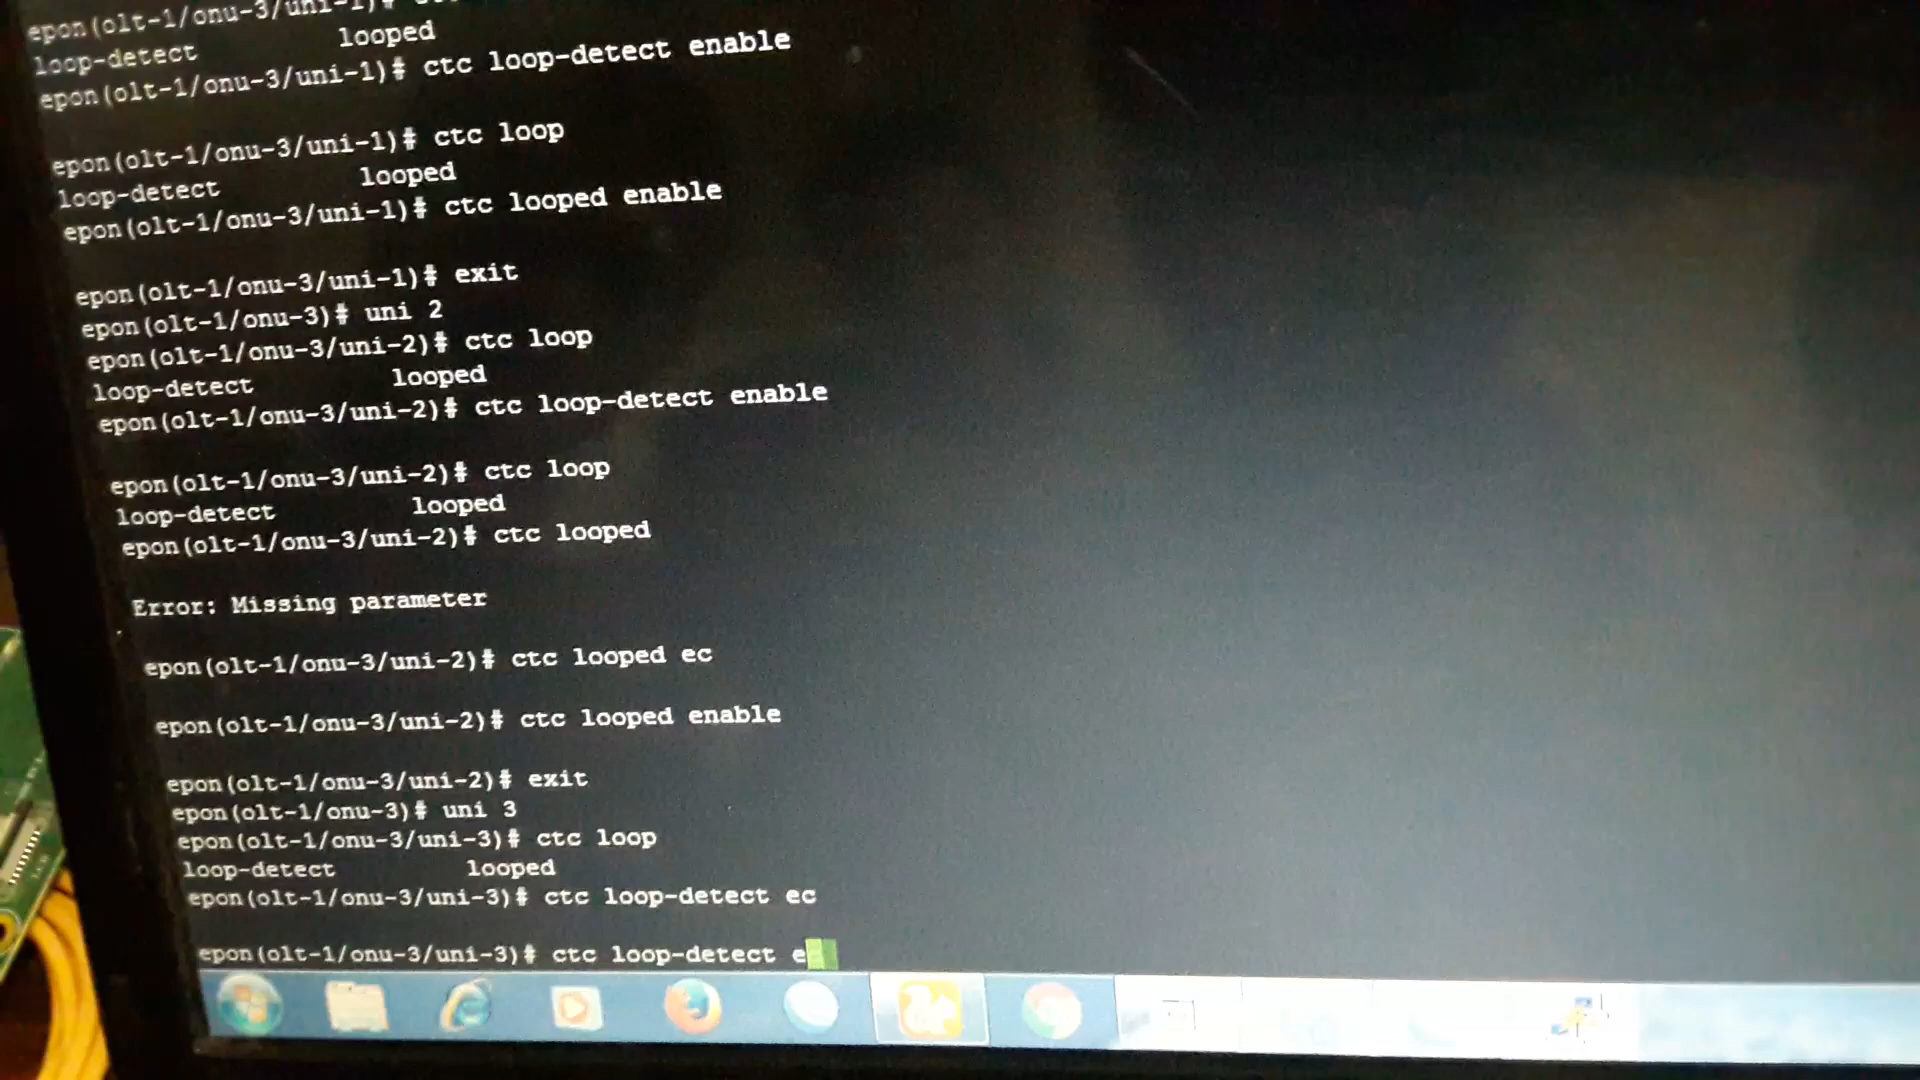 epon(olt-1/onu-3/uni-1)#
loop-detect looped
epon(olt-1/onu-3/uni-1)# ctc loop-detect enable
epon(olt-1/onu-3/uni-1)# ctc loop
loop-detect looped
epon(olt-1/onu-3/uni-1)# ctc looped enable
epon(olt-1/onu-3/uni-1)# exit
epon(olt-1/onu-3)# uni 2
epon(olt-1/onu-3/uni-2)# ctc loop
loop-detect looped
epon(olt-1/onu-3/uni-2)# ctc loop-detect enable
epon(olt-1/onu-3/uni-2)# ctc loop
loop-detect looped
epon(olt-1/onu-3/uni-2)# ctc looped
Error: Missing parameter
epon(olt-1/onu-3/uni-2)# ctc looped ec
epon(olt-1/onu-3/uni-2)# ctc looped enable
epon(olt-1/onu-3/uni-2)# exit
epon(olt-1/onu-3)# uni 3
epon(olt-1/onu-3/uni-3)# ctc loop
loop-detect looped
epon(olt-1/onu-3/uni-3)# ctc loop-detect ec
epon(olt-1/onu-3/uni-3)# ctc loop-detect e